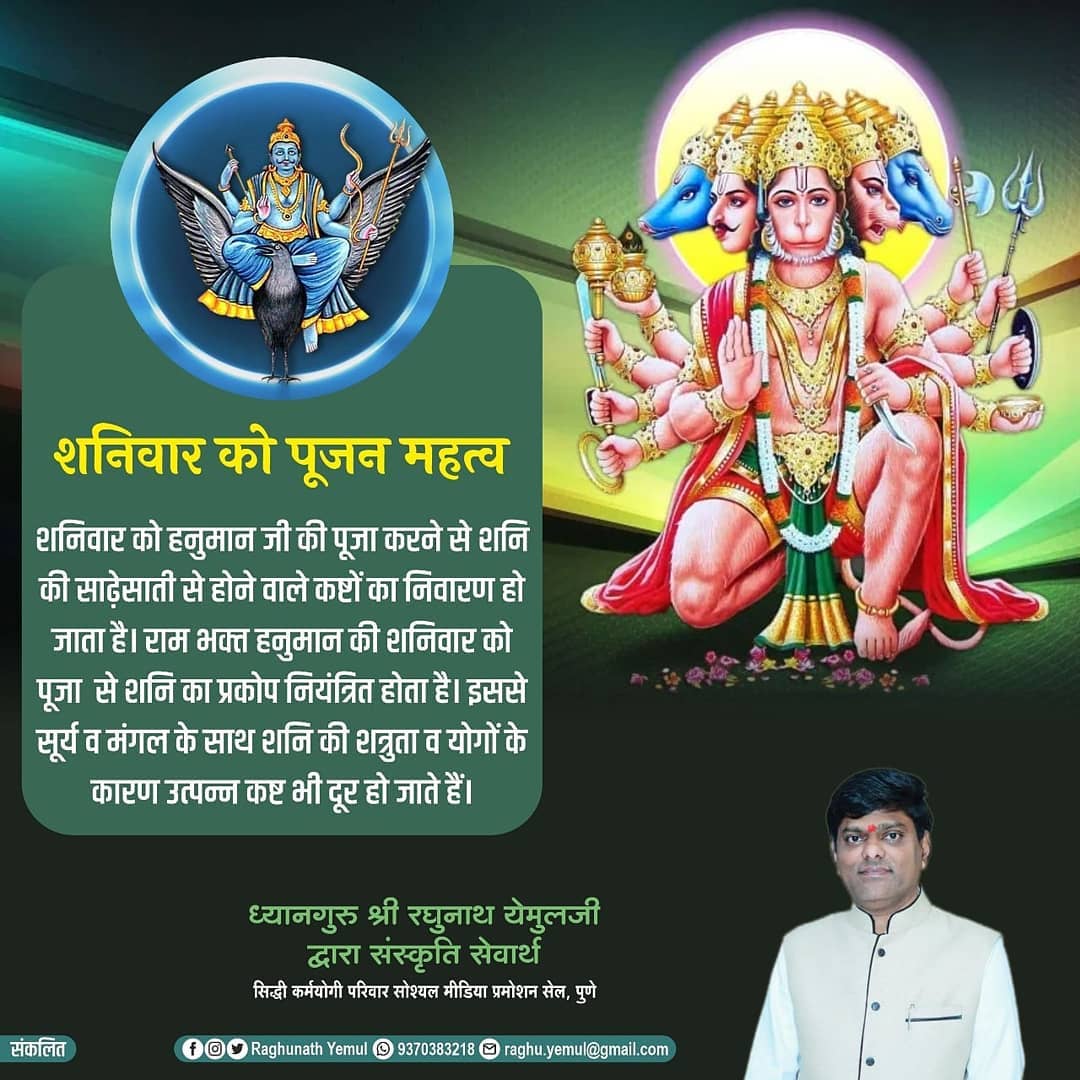 शनिवार को पूजन महत्व
शनिवार को हनुमान जी की पूजा करने से शनि
की साढ़ेसाती से होने वाले कष्टों का निवारण हो
जाता है। राम भक्त हनुमान की शनिवार को
पूजा से शनि का प्रकोप नियंत्रित होता है। इससे
सूर्य व मंगल के साथ शनि की शत्रुता व योगों के
कारण उत्पन्न कष्ट भी दूर हो जाते हैं।
ध्यानगुरु श्री रघुनाथ येमुलजी
द्वारा संस्कृति सेवार्थ
सिद्धी कर्मयोगी परिवार सोश्यल मीडिया प्रमोशन सेल, पुणे
संकलित
Raghunath Yemul 9370383218 raghu.yemul@gmail.com